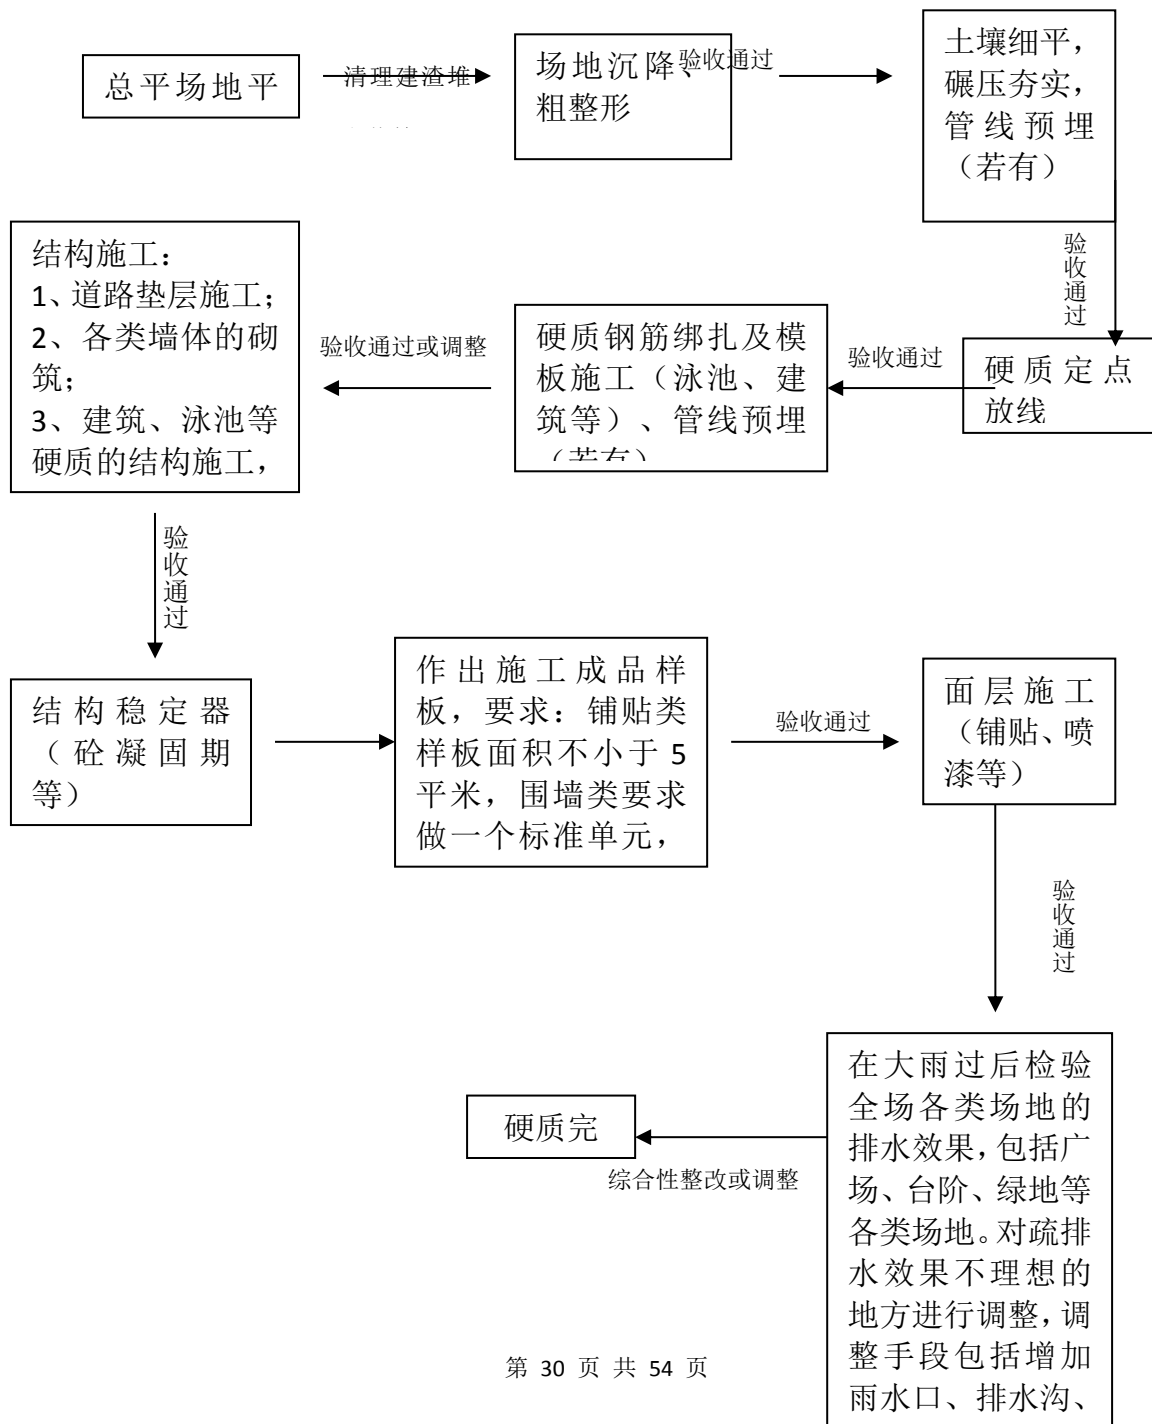 总平场地平
清理建渣堆
场地沉降、
粗整形
验收通过
土壤细平，
碾压夯实，
管线预埋
（若有）
验收通过
硬质定点
放线
验收通过
硬质钢筋绑扎及模
板施工（泳池、建
筑等）、管线预埋
（若有）
验收通过或调整
结构施工：
1、道路垫层施工；
2、各类墙体的砌
筑；
3、建筑、泳池等
硬质的结构施工，
验收通过
结构稳定器
（砼凝固期
等）
作出施工成品样
板，要求：铺贴类
样板面积不小于 5
平米，围墙类要求
做一个标准单元，
验收通过
面层施工
（铺贴、喷
漆等）
验收通过
在大雨过后检验
全场各类场地的
排水效果，包括广
场、台阶、绿地等
各类场地。对疏排
水效果不理想的
地方进行调整，调
整手段包括增加
雨水口、排水沟、
综合性整改或调整
硬质完
第 30 页 共 54 页